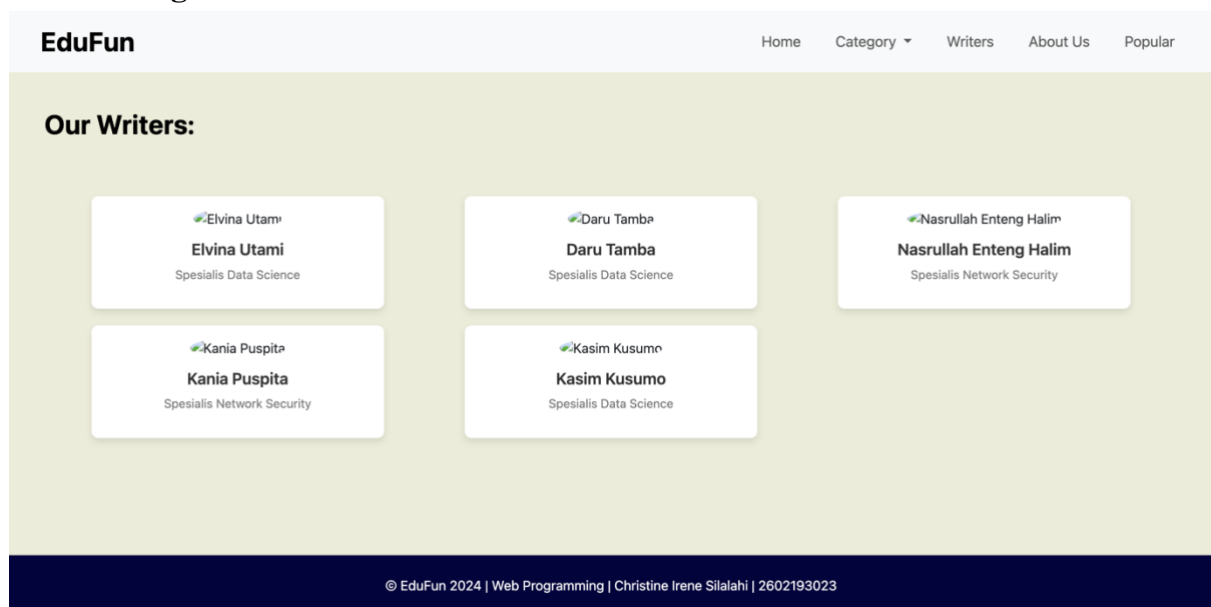 EduFun Home Category Writers About Us Popular
Our Writers:
Elvina Utami Daru Tamba Nasrullah Enteng Halim
Elvina Utami Daru Tamba Nasrullah Enteng Halim
Spesialis Data Science Spesialis Data Science Spesialis Network Security
Kania Puspita Kasim Kusumo
Kania Puspita Kasim Kusumo
Spesialis Network Security Spesialis Data Science
© EduFun 2024 | Web Programming | Christine Irene Silalahi | 2602193023